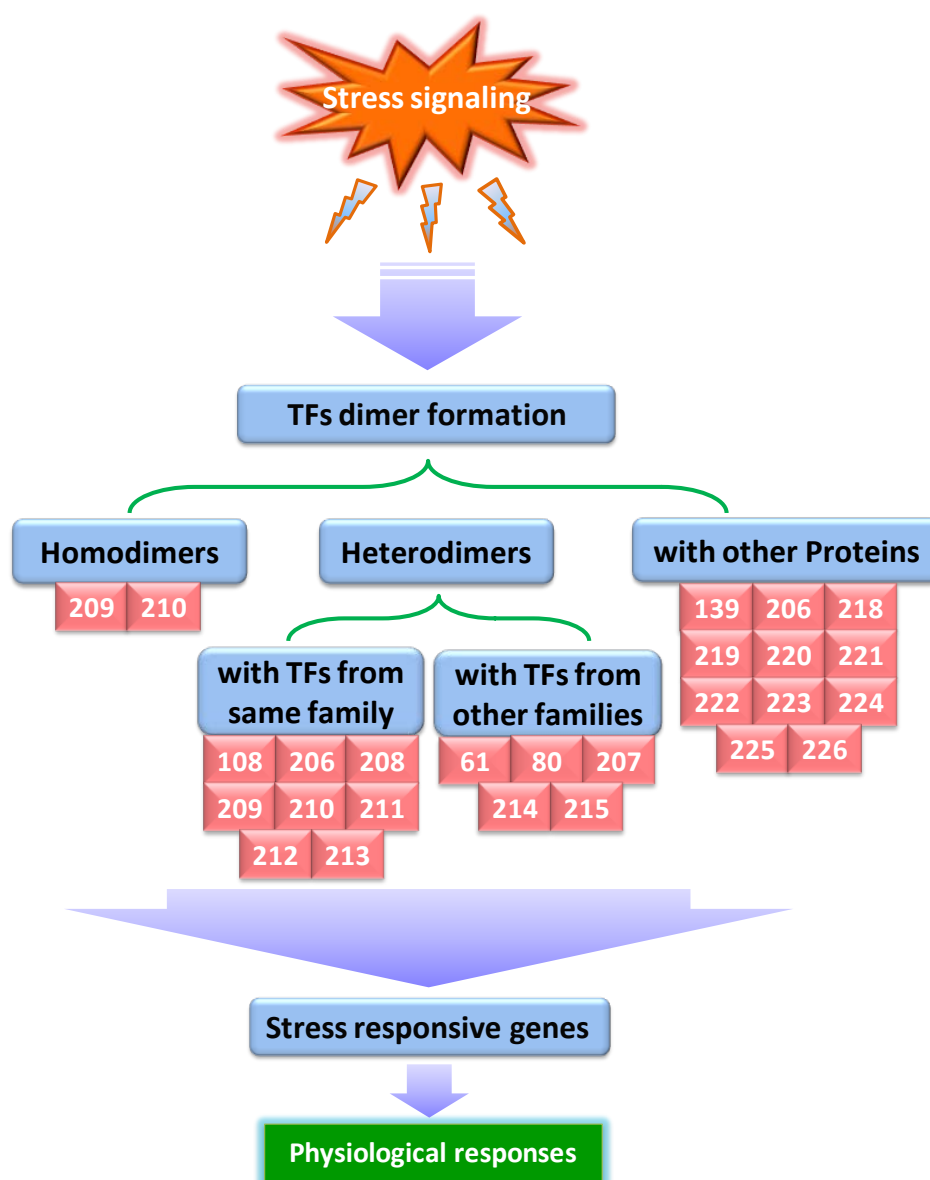 Stress signaling
TFs dimer formation
Homodimers
209 210
Heterodimers
with TFs from
same family
108 206 208
209 210 211
212 213
with TFs from
other families
61 80 207
214 215
with other Proteins
139 206 218
219 220 221
222 223 224
225 226
Stress responsive genes
Physiological responses